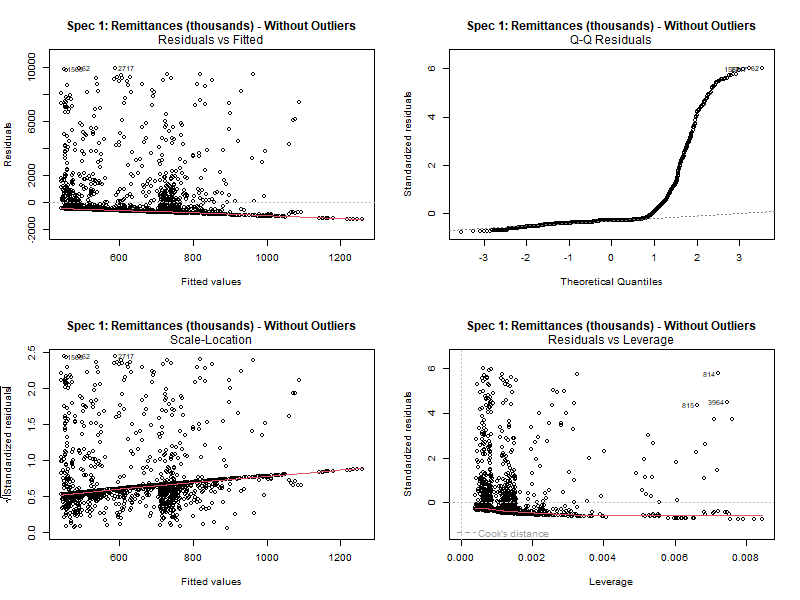 Spec 1: Remittances (thousands) - Without Outliers
Residuals vs Fitted
Residuals
10000
6000
2000
0
-2000
2717
62
600
800
1000
1200
Fitted values
Spec 1: Remittances (thousands) - Without Outliers
Q-Q Residuals
Standardized residuals
6
4
2
0
62
-3
-2
-1
0
1
2
3
Theoretical Quantiles
Spec 1: Remittances (thousands) - Without Outliers
Scale-Location
√|Standardized residuals|
2.5
2.0
1.5
1.0
0.5
0.0
62
2717
600
800
1000
1200
Fitted values
Spec 1: Remittances (thousands) - Without Outliers
Residuals vs Leverage
Standardized residuals
6
4
2
0
814
815
3964
Cook's distance
0.000
0.002
0.004
0.006
0.008
Leverage